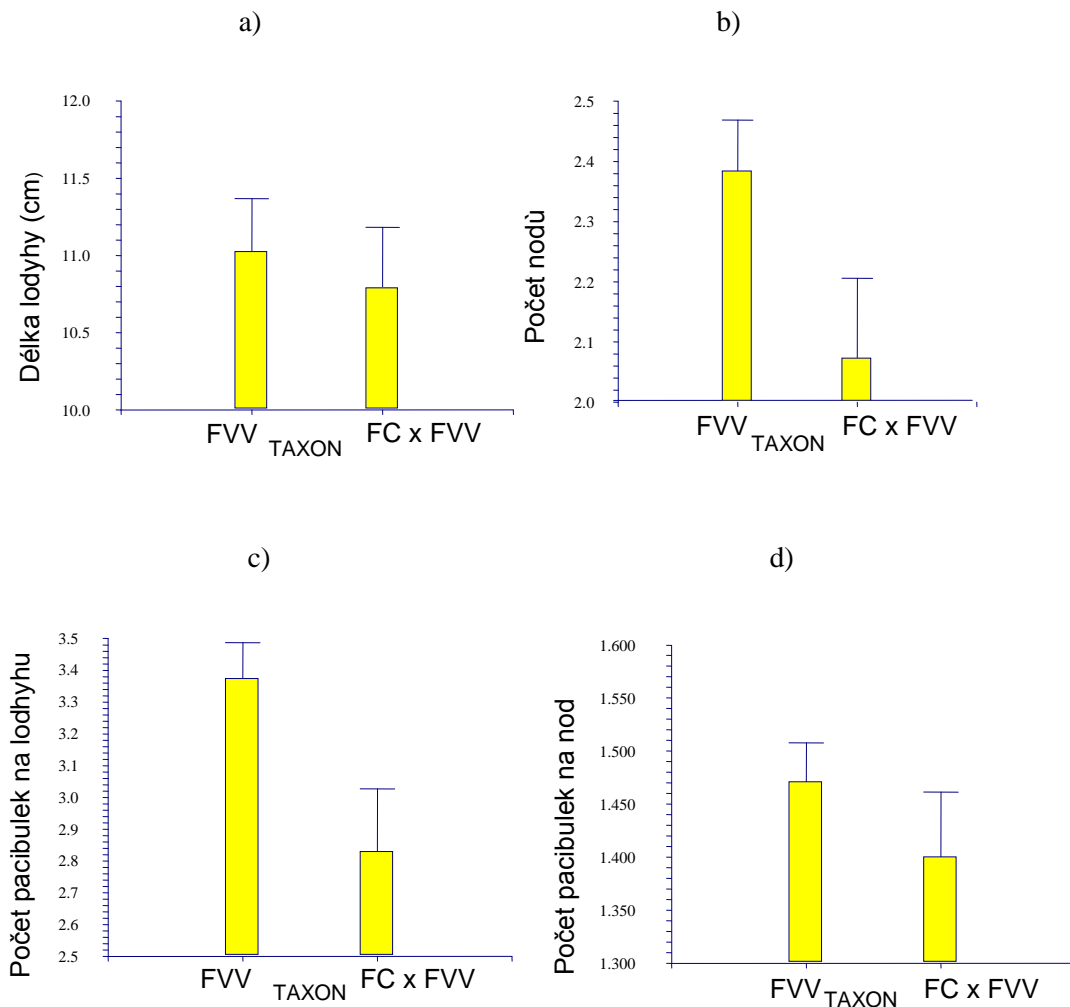 a)
12.0
11.5
11.0
10.5
10.0
Délka lodyhy (cm)
FVV TAXON FC x FVV
b)
2.5
2.4
2.3
2.2
2.1
2.0
Počet nodù
FVV TAXON FC x FVV
c)
3.5
3.4
3.3
3.2
3.1
3.0
2.9
2.8
2.7
2.6
2.5
Počet pacibulek na lodhyhu
FVV TAXON FC x FVV
d)
1.600
1.550
1.500
1.450
1.400
1.350
1.300
Počet pacibulek na nod
FVV TAXON FC x FVV